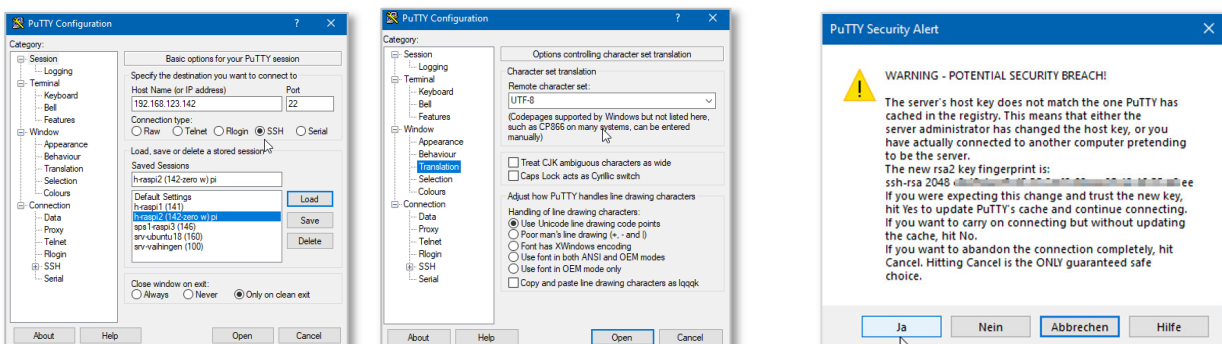 PuTTY Configuration
? X
Category:
Session
Logging
Terminal
Keyboard
Bell
Features
Window
Appearance
Behaviour
Translation
Selection
Colours
Connection
Data
Proxy
Telnet
Rlogin
SSH
Serial
Basic options for your PuTTY session
Specify the destination you want to connect to
Host Name (or IP address) Port
192.168.123.142 22
Connection type:
Raw Telnet Rlogin SSH Serial
Load, save or delete a stored session
Saved Sessions
h-raspi2 (142-zero w) pi
Default Settings
h-raspi1 (141)
h-raspi2 (142-zero w) pi
sps1-raspi3 (146)
srv-ubuntu18 (160)
srv-vaihingen (100)
Load
Save
Delete
Close window on exit:
Always Never Only on clean exit
About Help Open Cancel
PuTTY Configuration
? X
Category:
Session
Logging
Terminal
Keyboard
Bell
Features
Window
Appearance
Behaviour
Translation
Selection
Colours
Connection
Data
Proxy
Telnet
Rlogin
SSH
Serial
Options controlling character set translation
Character set translation
Remote character set:
UTF-8
(Codepages supported by Windows but not listed here,
such as CP866 on many systems, can be entered
manually)
Treat CJK ambiguous characters as wide
Caps Lock acts as Cyrillic switch
Adjust how PuTTY handles line drawing characters
Handling of line drawing characters:
Use Unicode line drawing code points
Poor man's line drawing (+, - and |)
Font has XWindows encoding
Use font in both ANSI and OEM modes
Use font in OEM mode only
Copy and paste line drawing characters as lqqqk
About Help Open Cancel
PuTTY Security Alert
X
WARNING - POTENTIAL SECURITY BREACH!
The server's host key does not match the one PuTTY has
cached in the registry. This means that either the
server administrator has changed the host key, or you
have actually connected to another computer pretending
to be the server.
The new rsa2 key fingerprint is:
ssh-rsa 2048 ee
If you were expecting this change and trust the new key,
hit Yes to update PuTTY's cache and continue connecting.
If you want to carry on connecting but without updating
the cache, hit No.
If you want to abandon the connection completely, hit
Cancel. Hitting Cancel is the ONLY guaranteed safe
choice.
Ja Nein Abbrechen Hilfe